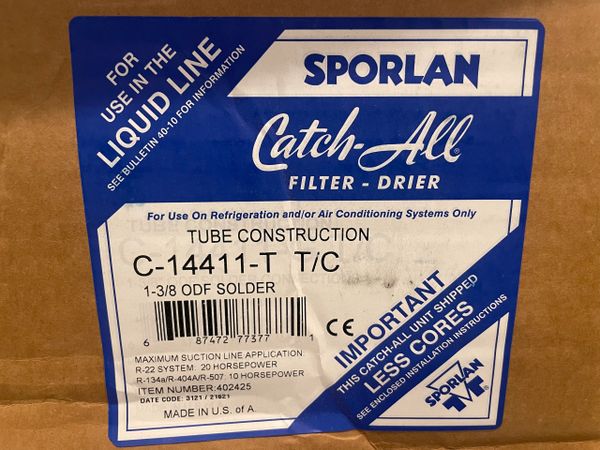 FOR
USE IN THE
LIQUID LINE
SEE BULLETIN 40-10 FOR INFORMATION
SPORLAN
Catch-All®
FILTER - DRIER
For Use On Refrigeration and/or Air Conditioning Systems Only
TUBE CONSTRUCTION
C-14411-T T/C
1-3/8 ODF SOLDER
6 87472 77377 1
CE
MAXIMUM SUCTION LINE APPLICATION:
R-22 SYSTEM: 20 HORSEPOWER
R-134a/R-404A/R-507: 10 HORSEPOWER
ITEM NUMBER:402425
DATE CODE: 3121 / 21621
MADE IN U.S. of A.
IMPORTANT
THIS CATCH-ALL UNIT SHIPPED
LESS CORES
SEE ENCLOSED INSTALLATION INSTRUCTIONS
SPORLAN
®